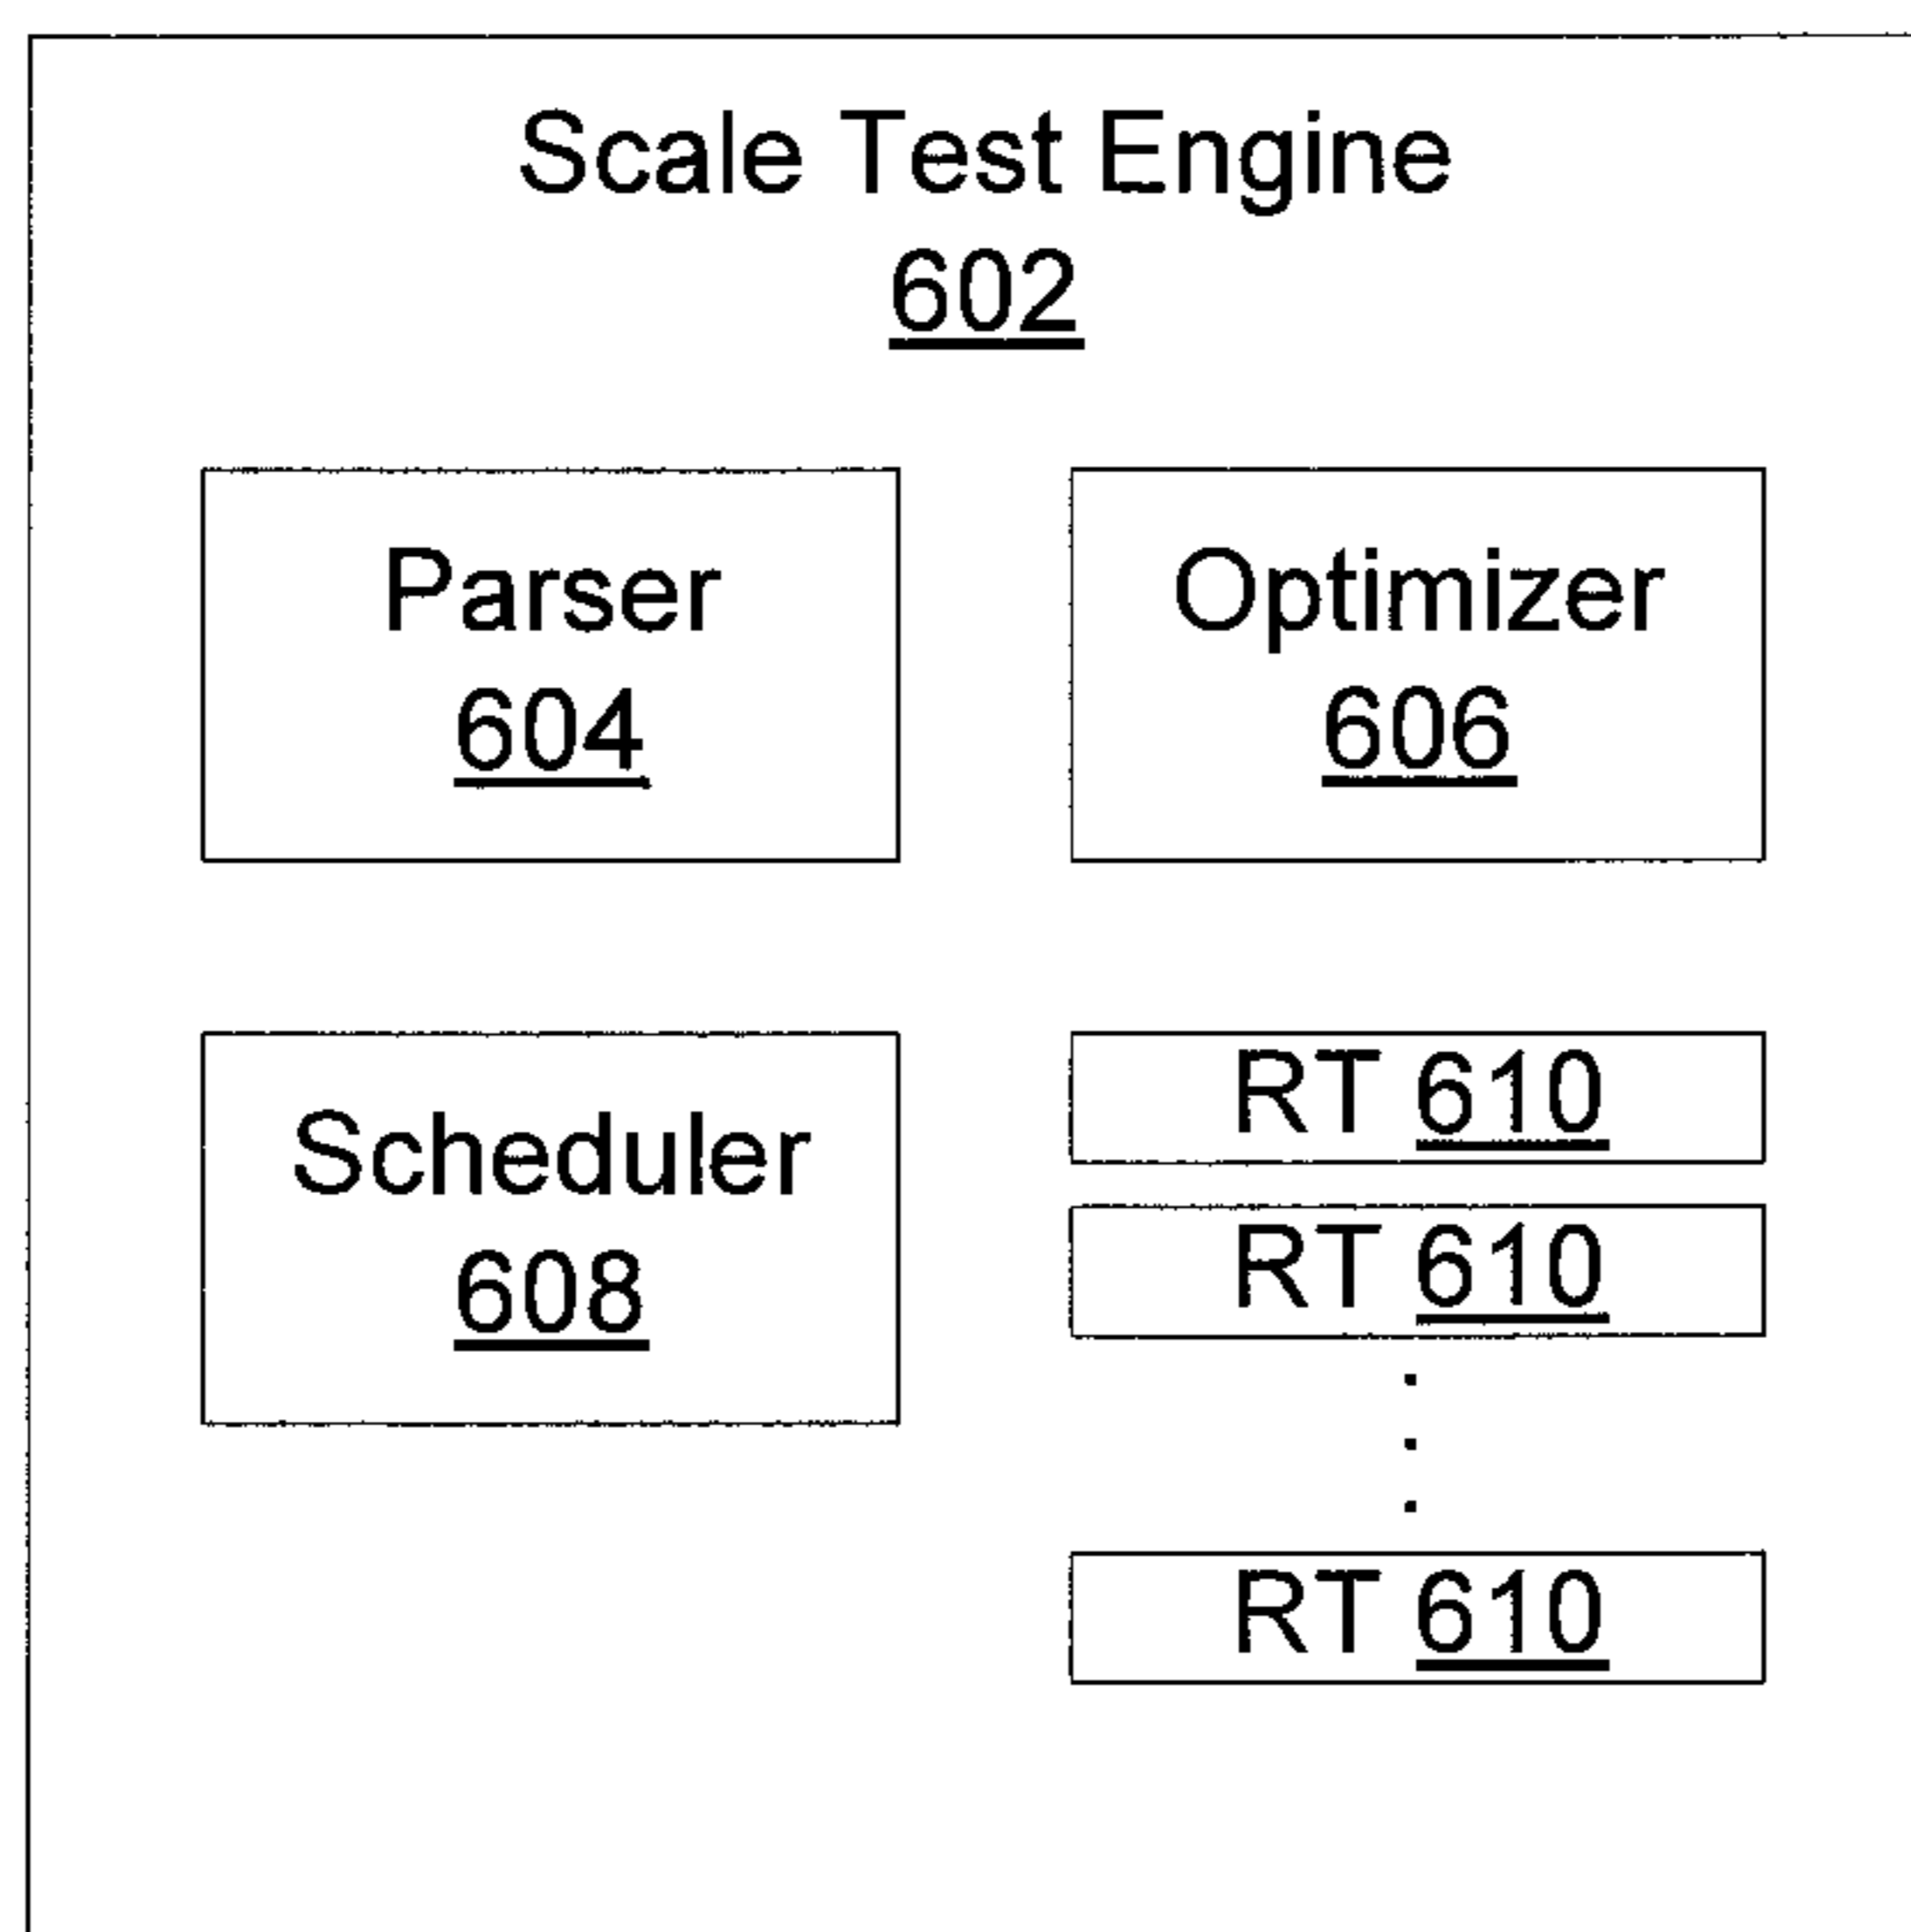 Scale Test Engine
602
Parser
604
Optimizer
606
Scheduler
608
RT 610
RT 610
RT 610